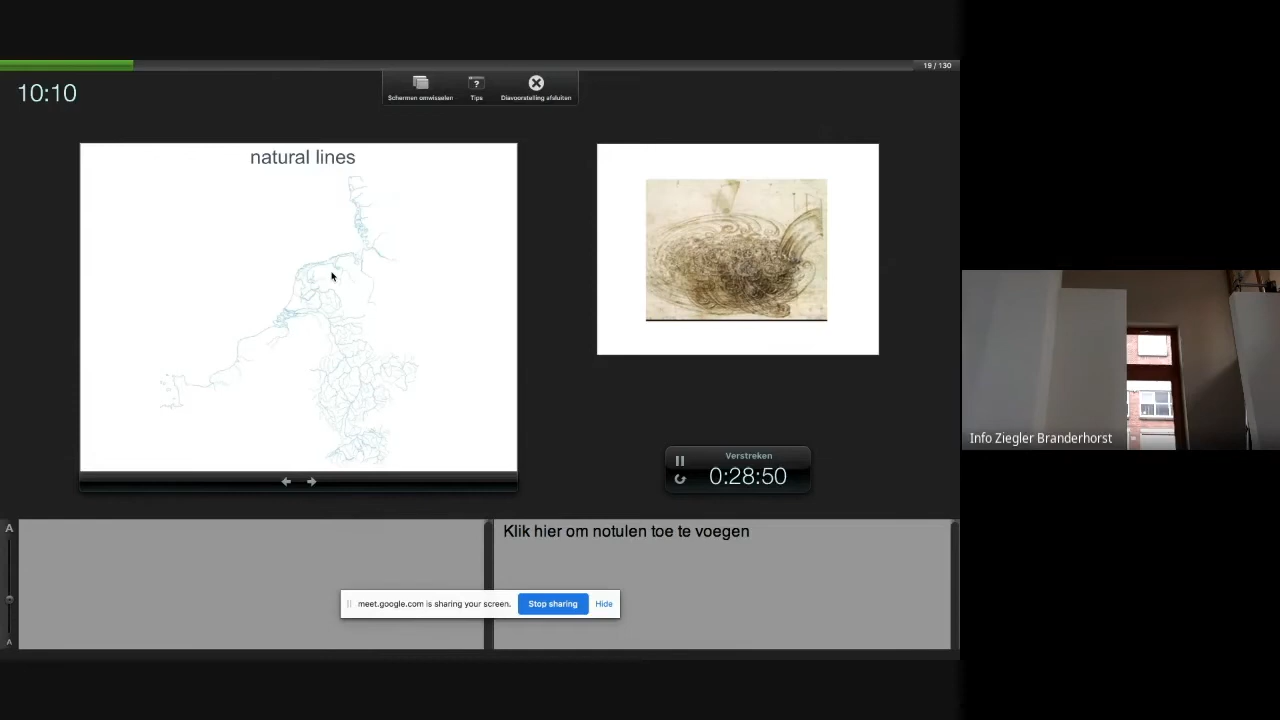 19 / 130
10:10
Schermen omwisselen
?
Tips
Diavoorstelling afsluiten
natural lines
Verstreken
0:28:50
Info Ziegler Branderhorst
A
Klik hier om notulen toe te voegen
meet.google.com is sharing your screen.
Stop sharing
Hide
A